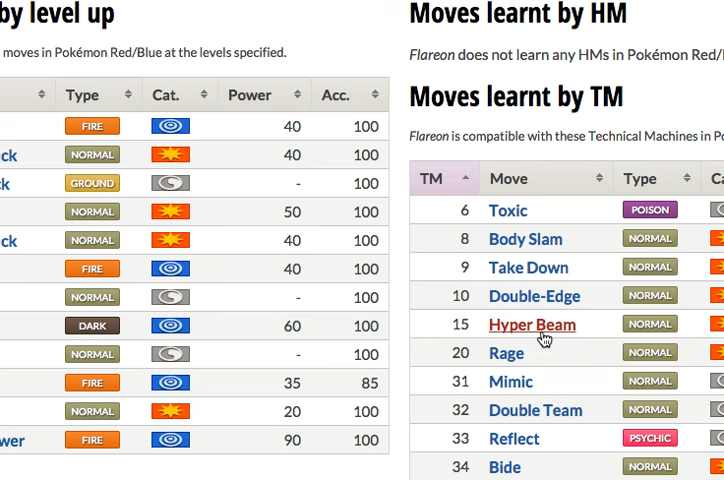 by level up
moves in Pokémon Red/Blue at the levels specified.
Type Cat. Power Acc.
FIRE 40 100
ck NORMAL 40 100
ck GROUND - 100
NORMAL 50 100
ck NORMAL 40 100
FIRE 40 100
NORMAL - 100
DARK 60 100
NORMAL - 100
FIRE 35 85
NORMAL 20 100
wer FIRE 90 100
Moves learnt by HM
Flareon does not learn any HMs in Pokémon Red/
Moves learnt by TM
Flareon is compatible with these Technical Machines in Po
TM Move Type Ca
6 Toxic POISON
8 Body Slam NORMAL
9 Take Down NORMAL
10 Double-Edge NORMAL
15 Hyper Beam NORMAL
20 Rage NORMAL
31 Mimic NORMAL
32 Double Team NORMAL
33 Reflect PSYCHIC
34 Bide NORMAL